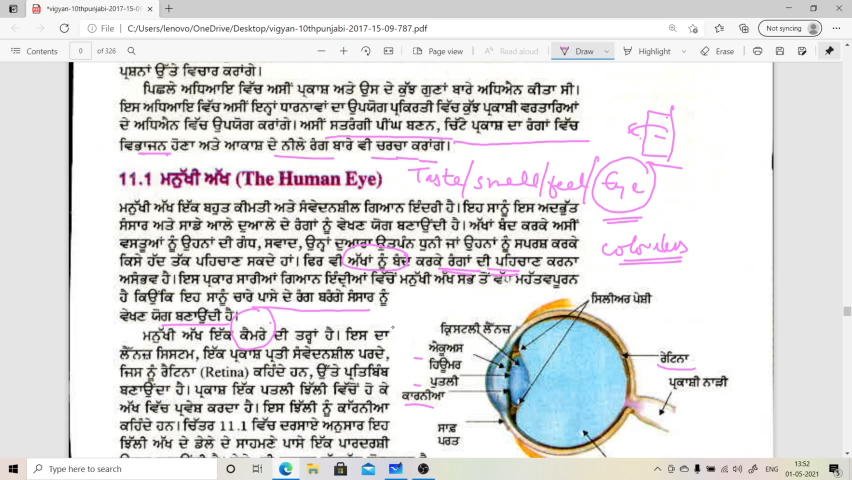 *vigyan-10thpunjabi-2017-15-09-
File
C:/Users/lenovo/OneDrive/Desktop/vigyan-10thpunjabi-2017-15-09-787.pdf
Not syncing
Contents
0
of 326
Page view
Read aloud
Draw
Highlight
Erase
ਪ੍ਰਸ਼ਨਾਂ ਉੱਤੇ ਵਿਚਾਰ ਕਰਾਂਗੇ।
ਪਿਛਲੇ ਅਧਿਆਇ ਵਿੱਚ ਅਸੀਂ ਪ੍ਰਕਾਸ਼ ਅਤੇ ਉਸ ਦੇ ਕੁੱਝ ਗੁਣਾਂ ਬਾਰੇ ਅਧਿਐਨ ਕੀਤਾ ਸੀ।
ਇਸ ਅਧਿਆਇ ਵਿੱਚ ਅਸੀਂ ਇਨ੍ਹਾਂ ਧਾਰਨਾਵਾਂ ਦਾ ਉਪਯੋਗ ਪ੍ਰਕਿਰਤੀ ਵਿੱਚ ਕੁੱਝ ਪ੍ਰਕਾਸ਼ੀ ਵਰਤਾਰਿਆਂ
ਦੇ ਅਧਿਐਨ ਵਿੱਚ ਉਪਯੋਗ ਕਰਾਂਗੇ। ਅਸੀਂ ਸਤਰੰਗੀ ਪੀਂਘ ਬਣਨ, ਚਿੱਟੇ ਪ੍ਰਕਾਸ਼ ਦਾ ਰੰਗਾਂ ਵਿੱਚ
ਵਿਭਾਜਨ ਹੋਣਾ ਅਤੇ ਆਕਾਸ਼ ਦੇ ਨੀਲੇ ਰੰਗ ਬਾਰੇ ਵੀ ਚਰਚਾ ਕਰਾਂਗੇ।
11.1 ਮਨੁੱਖੀ ਅੱਖ (The Human Eye)
Taste/smell/feel/Eye
ਮਨੁੱਖੀ ਅੱਖ ਇੱਕ ਬਹੁਤ ਕੀਮਤੀ ਅਤੇ ਸੰਵੇਦਨਸ਼ੀਲ ਗਿਆਨ ਇੰਦਰੀ ਹੈ। ਇਹ ਸਾਨੂੰ ਇਸ ਅਦਭੁੱਤ
ਸੰਸਾਰ ਅਤੇ ਸਾਡੇ ਆਲੇ ਦੁਆਲੇ ਦੇ ਰੰਗਾਂ ਨੂੰ ਵੇਖਣ ਯੋਗ ਬਣਾਉਂਦੀ ਹੈ। ਅੱਖਾਂ ਬੰਦ ਕਰਕੇ ਅਸੀਂ
ਵਸਤੂਆਂ ਨੂੰ ਉਹਨਾਂ ਦੀ ਗੰਧ, ਸਵਾਦ, ਉਨ੍ਹਾਂ ਦੁਆਰਾ ਉਤਪੰਨ ਧੁਨੀ ਜਾਂ ਉਹਨਾਂ ਨੂੰ ਸਪਰਸ਼ ਕਰਕੇ
ਕਿਸੇ ਹੱਦ ਤੱਕ ਪਹਿਚਾਣ ਸਕਦੇ ਹਾਂ। ਫਿਰ ਵੀ ਅੱਖਾਂ ਨੂੰ ਬੰਦ ਕਰਕੇ ਰੰਗਾਂ ਦੀ ਪਹਿਚਾਣ ਕਰਨਾ
ਅਸੰਭਵ ਹੈ। ਇਸ ਪ੍ਰਕਾਰ ਸਾਰੀਆਂ ਗਿਆਨ ਇੰਦ੍ਰੀਆਂ ਵਿੱਚੋਂ ਮਨੁੱਖੀ ਅੱਖ ਸਭ ਤੋਂ ਵੱਧ ਮਹੱਤਵਪੂਰਨ
ਹੈ ਕਿਉਂਕਿ ਇਹ ਸਾਨੂੰ ਚਾਰੇ ਪਾਸੇ ਦੇ ਰੰਗ ਬਰੰਗੇ ਸੰਸਾਰ ਨੂੰ
ਵੇਖਣ ਯੋਗ ਬਣਾਉਂਦੀ ਹੈ।
colourless
ਮਨੁੱਖੀ ਅੱਖ ਇੱਕ ਕੈਮਰੇ ਦੀ ਤਰ੍ਹਾਂ ਹੈ। ਇਸ ਦਾ
ਲੈੱਨਜ਼ ਸਿਸਟਮ, ਇੱਕ ਪ੍ਰਕਾਸ਼ ਪ੍ਰਤੀ ਸੰਵੇਦਨਸ਼ੀਲ ਪਰਦੇ,
ਜਿਸ ਨੂੰ ਰੈਟਿਨਾ (Retina) ਕਹਿੰਦੇ ਹਨ, ਉੱਤੇ ਪ੍ਰਤਿਬਿੰਬ
ਬਣਾਉਂਦਾ ਹੈ। ਪ੍ਰਕਾਸ਼ ਇੱਕ ਪਤਲੀ ਝਿੱਲੀ ਵਿੱਚੋਂ ਹੋ ਕੇ
ਅੱਖ ਵਿੱਚ ਪ੍ਰਵੇਸ਼ ਕਰਦਾ ਹੈ। ਇਸ ਝਿੱਲੀ ਨੂੰ ਕਾੱਰਨੀਆ
ਕਹਿੰਦੇ ਹਨ। ਚਿੱਤਰ 11.1 ਵਿੱਚ ਦਰਸਾਏ ਅਨੁਸਾਰ ਇਹ
ਝਿੱਲੀ ਅੱਖ ਦੇ ਡੇਲੇ ਦੇ ਸਾਹਮਣੇ ਪਾਸੇ ਇੱਕ ਪਾਰਦਰਸ਼ੀ
ਸਿਲੀਅਰ ਪੇਸ਼ੀ
ਕ੍ਰਿਸਟਲੀ ਲੈੱਨਜ਼
ਐਕੂਅਸ
ਹਿਊਮਰ
ਪੁਤਲੀ
ਕਾਰਨੀਆ
ਸਾਫ਼
ਪਰਤ
ਰੇਟਿਨਾ
ਪ੍ਰਕਾਸ਼ੀ ਨਾੜੀ
Type here to search
ENG
13:52
01-05-2021